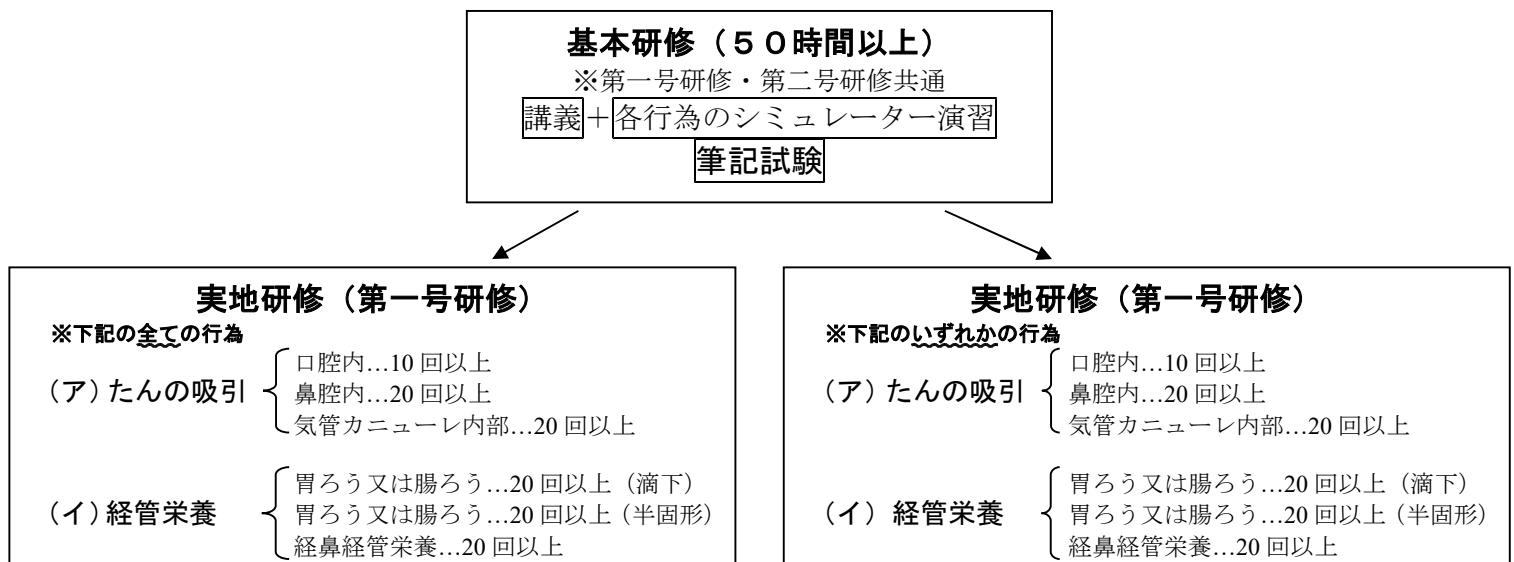 基本研修（５０時間以上）
※第一号研修・第二号研修共通
講義＋各行為のシミュレーター演習
筆記試験
実地研修（第一号研修）
※下記の全ての行為
（ア）たんの吸引
口腔内…10 回以上
鼻腔内…20 回以上
気管カニューレ内部…20 回以上
（イ）経管栄養
胃ろう又は腸ろう…20 回以上（滴下）
胃ろう又は腸ろう…20 回以上（半固形）
経鼻経管栄養…20 回以上
実地研修（第一号研修）
※下記のいずれかの行為
（ア）たんの吸引
口腔内…10 回以上
鼻腔内…20 回以上
気管カニューレ内部…20 回以上
（イ）経管栄養
胃ろう又は腸ろう…20 回以上（滴下）
胃ろう又は腸ろう…20 回以上（半固形）
経鼻経管栄養…20 回以上